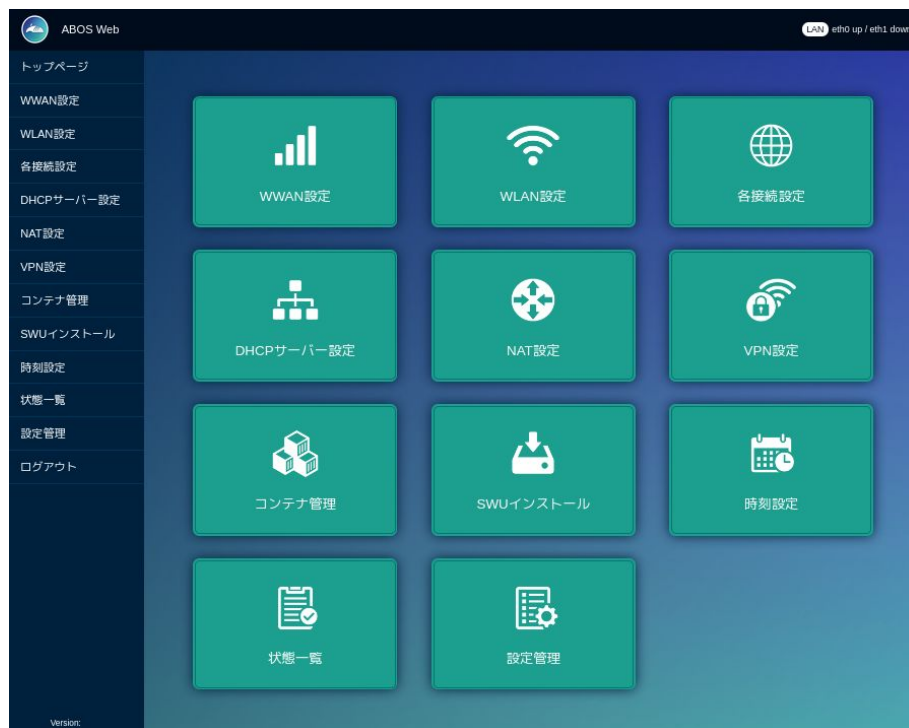 ABOS Web
LAN eth0 up / eth1 down
トップページ
WWAN設定
WLAN設定
各接続設定
DHCPサーバー設定
NAT設定
VPN設定
コンテナ管理
SWUインストール
時刻設定
状態一覧
設定管理
ログアウト
Version:
WWAN設定
WLAN設定
各接続設定
DHCPサーバー設定
NAT設定
VPN設定
コンテナ管理
SWUインストール
時刻設定
状態一覧
設定管理